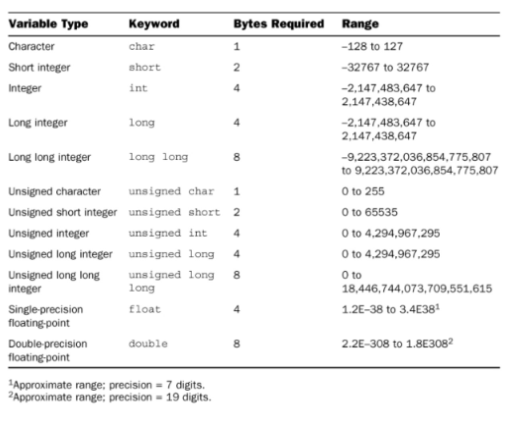 Variable Type Keyword Bytes Required Range
Character char 1 –128 to 127
Short integer short 2 –32767 to 32767
Integer int 4 –2,147,483,647 to
2,147,438,647
Long integer long 4 –2,147,483,647 to
2,147,438,647
Long long integer long long 8 –9,223,372,036,854,775,807
to 9,223,372,036,854,775,807
Unsigned character unsigned char 1 0 to 255
Unsigned short integer unsigned short 2 0 to 65535
Unsigned integer unsigned int 4 0 to 4,294,967,295
Unsigned long integer unsigned long 4 0 to 4,294,967,295
Unsigned long long unsigned long 8 0 to
integer long 18,446,744,073,709,551,615
Single-precision float 4 1.2E–38 to 3.4E38¹
floating-point
Double-precision double 8 2.2E–308 to 1.8E308²
floating-point
¹Approximate range; precision = 7 digits.
²Approximate range; precision = 19 digits.